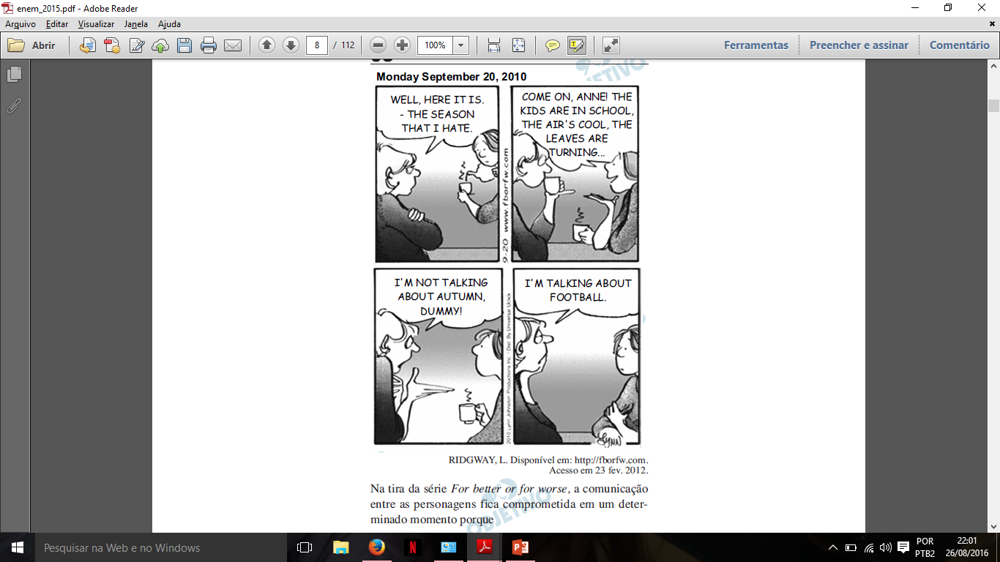 enem_2015.pdf - Adobe Reader
Arquivo Editar Visualizar Janela Ajuda
Abrir 8 / 112 100% Ferramentas Preencher e assinar Comentário
OBJETIVO
Monday September 20, 2010
WELL, HERE IT IS.
- THE SEASON
THAT I HATE.
COME ON, ANNE! THE
KIDS ARE IN SCHOOL,
THE AIR'S COOL, THE
LEAVES ARE
TURNING...
9-20 www.fborfw.com
I'M NOT TALKING
ABOUT AUTUMN,
DUMMY!
I'M TALKING ABOUT
FOOTBALL.
2010 Lynn Johnston Productions Inc. / Dist. By Universal Uclick
Lynn
RIDGWAY, L. Disponível em: http://fborfw.com.
Acesso em 23 fev. 2012.
Na tira da série For better or for worse, a comunicação
entre as personagens fica comprometida em um deter-
minado momento porque
OBJETIVO
Pesquisar na Web e no Windows
POR
PTB2
22:01
26/08/2016